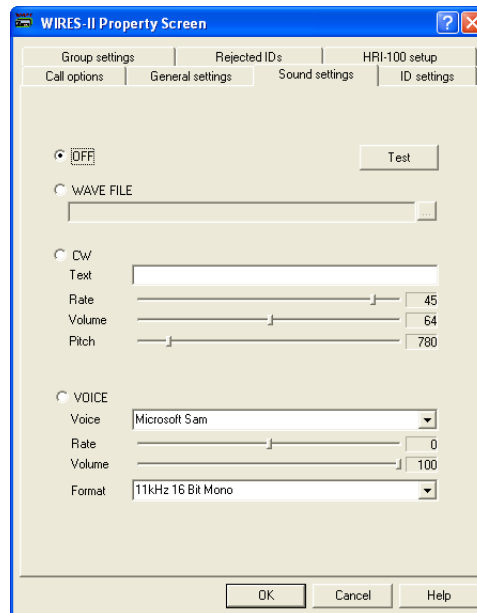 WIRES-II Property Screen
Group settings Rejected IDs HRI-100 setup
Call options General settings Sound settings ID settings
OFF Test
WAVE FILE
...
CW
Text
Rate 45
Volume 64
Pitch 780
VOICE
Voice Microsoft Sam
Rate 0
Volume 100
Format 11kHz 16 Bit Mono
OK Cancel Help